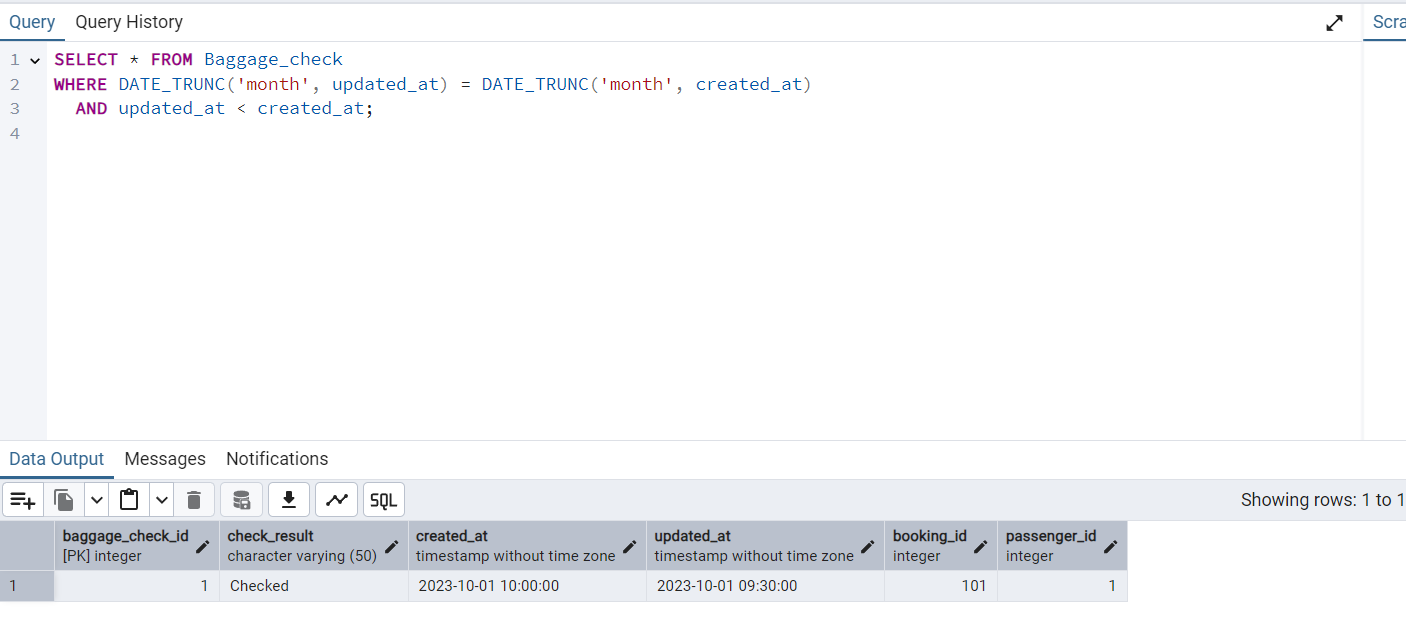 Query Query History Scra
1 SELECT * FROM Baggage_check
2 WHERE DATE_TRUNC('month', updated_at) = DATE_TRUNC('month', created_at)
3 AND updated_at < created_at;
4
Data Output Messages Notifications
SQL Showing rows: 1 to 1
baggage_check_id check_result created_at updated_at booking_id passenger_id
[PK] integer character varying (50) timestamp without time zone timestamp without time zone integer integer
1 1 Checked 2023-10-01 10:00:00 2023-10-01 09:30:00 101 1